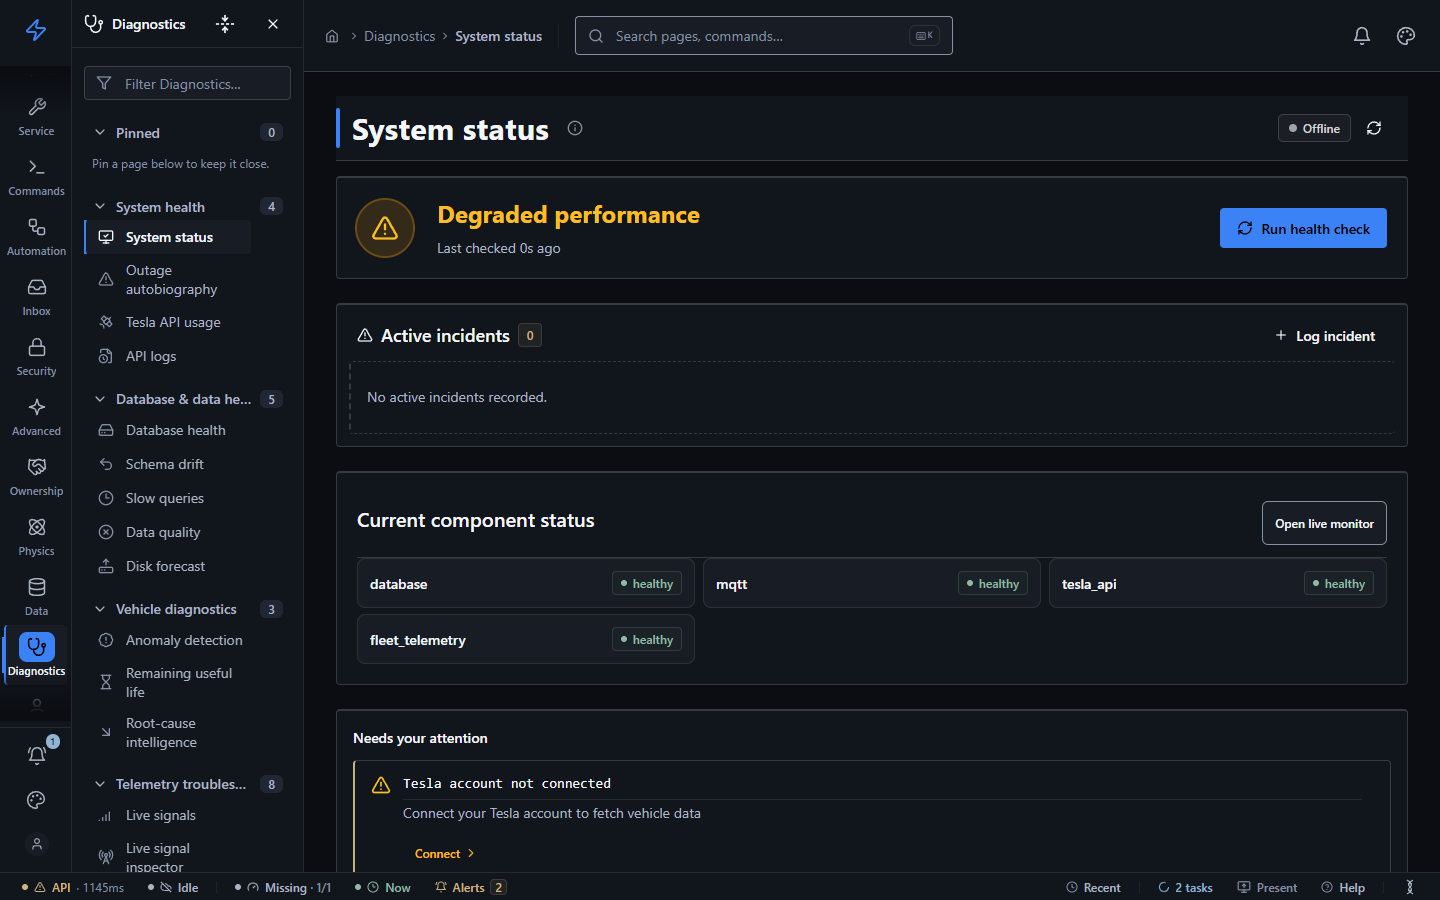 Service
Commands
Automation
Inbox
Security
Advanced
Ownership
Physics
Data
Diagnostics
1
Diagnostics
Filter Diagnostics...
Pinned 0
Pin a page below to keep it close.
System health 4
System status
Outage
autobiography
Tesla API usage
API logs
Database & data he... 5
Database health
Schema drift
Slow queries
Data quality
Disk forecast
Vehicle diagnostics 3
Anomaly detection
Remaining useful
life
Root-cause
intelligence
Telemetry troubles... 8
Live signals
Live signal
inspector
Diagnostics
System status
Search pages, commands...
K
System status
Offline
Degraded performance
Last checked 0s ago
Run health check
Active incidents 0
Log incident
No active incidents recorded.
Current component status
Open live monitor
database healthy
mqtt healthy
tesla_api healthy
fleet_telemetry healthy
Needs your attention
Tesla account not connected
Connect your Tesla account to fetch vehicle data
Connect
API · 1145ms
Idle
Missing · 1/1
Now
Alerts 2
Recent
2 tasks
Present
Help